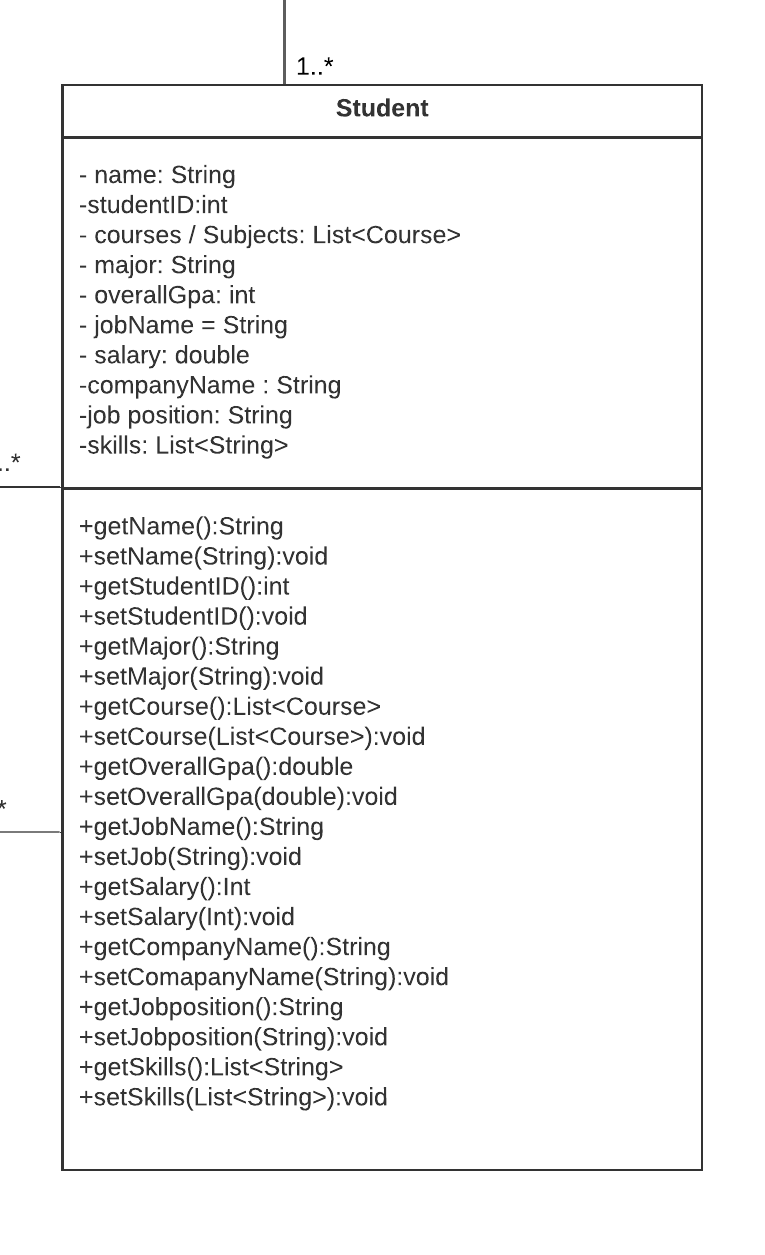 1..*
Student
- name: String
-studentID:int
- courses / Subjects: List<Course>
- major: String
- overallGpa: int
- jobName = String
- salary: double
-companyName : String
-job position: String
-skills: List<String>
..*
+getName():String
+setName(String):void
+getStudentID():int
+setStudentID():void
+getMajor():String
+setMajor(String):void
+getCourse():List<Course>
+setCourse(List<Course>):void
+getOverallGpa():double
+setOverallGpa(double):void
*
+getJobName():String
+setJob(String):void
+getSalary():Int
+setSalary(Int):void
+getCompanyName():String
+setComapanyName(String):void
+getJobposition():String
+setJobposition(String):void
+getSkills():List<String>
+setSkills(List<String>):void